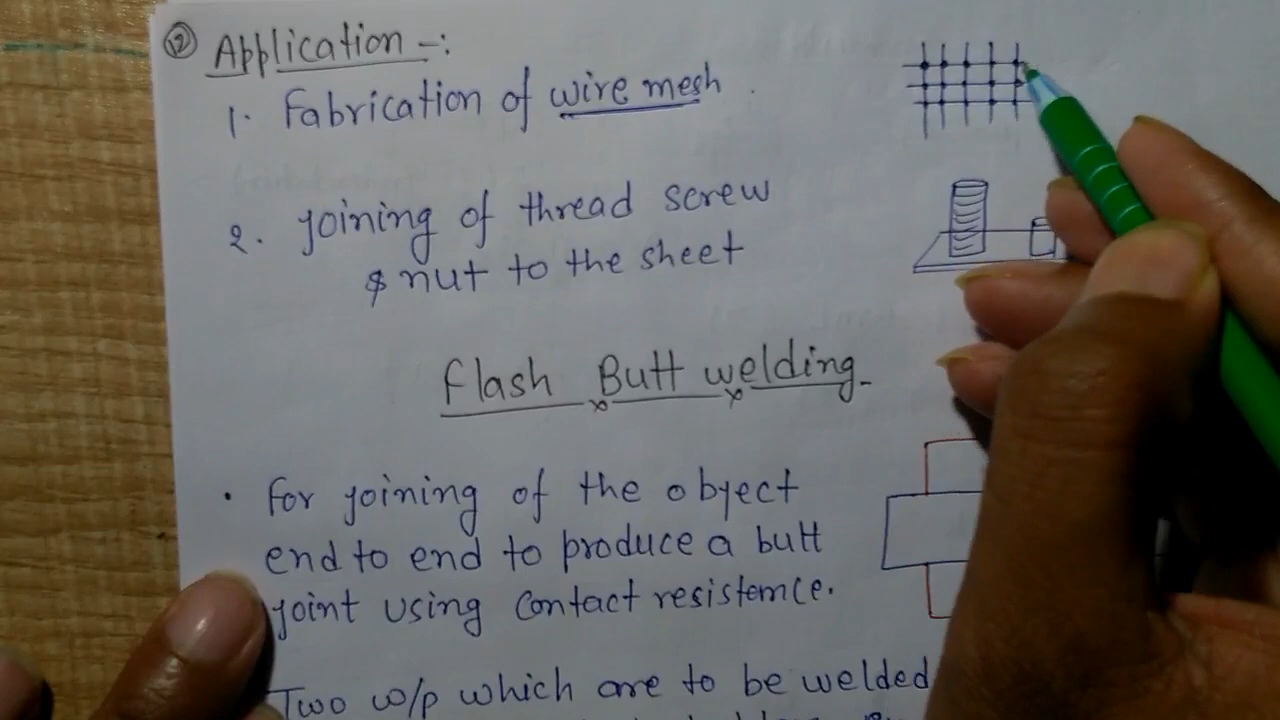 12 Application -:
1. Fabrication of wire mesh
2. joining of thread screw
& nut to the sheet
Flash Butt welding
• For joining of the object
end to end to produce a butt
joint using contact resistemce.
Two w/p which are to be welded